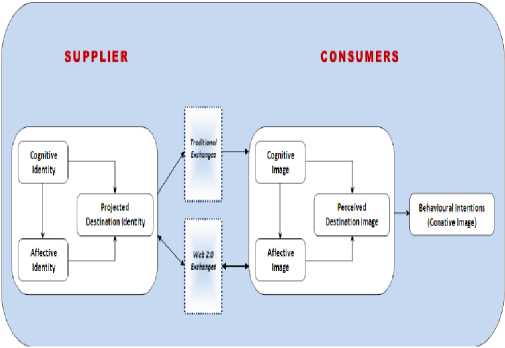 SUPPLIER
CONSUMERS
Traditional
Exchanges
Cognitive
Identity
Projected
Destination Identity
Affective
Identity
Web 2.0
Exchanges
Cognitive
Image
Perceived
Destination Image
Affective
Image
Behavioural Intentions
(Conative Image)